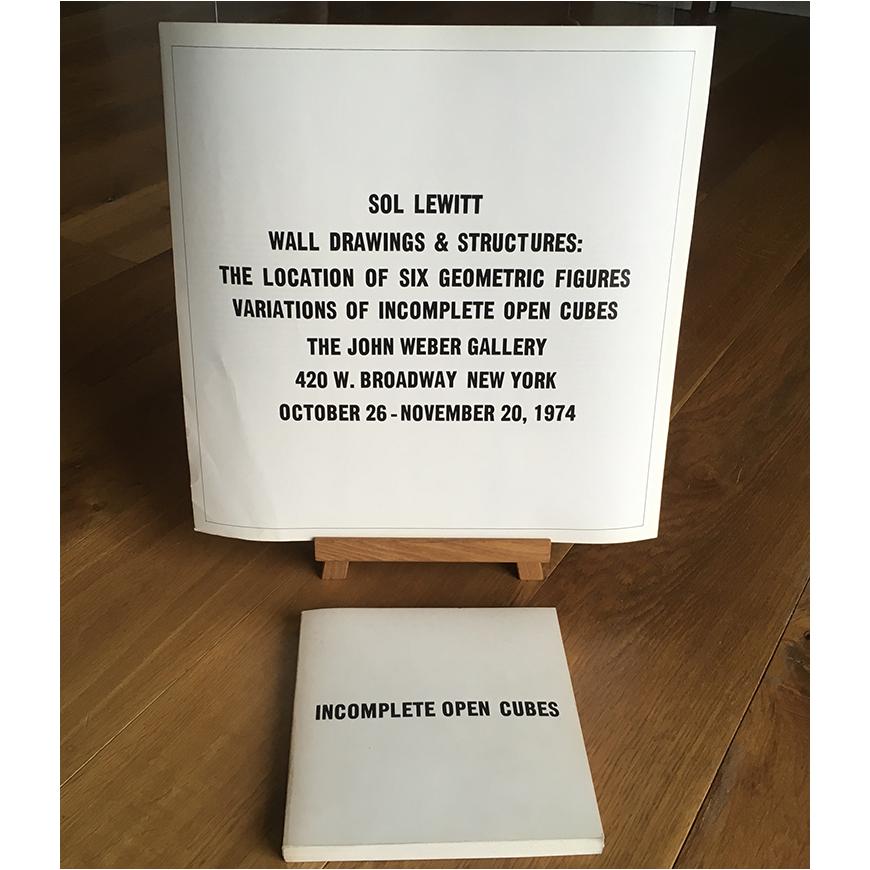 SOL LEWITT
WALL DRAWINGS & STRUCTURES:
THE LOCATION OF SIX GEOMETRIC FIGURES
VARIATIONS OF INCOMPLETE OPEN CUBES
THE JOHN WEBER GALLERY
420 W. BROADWAY NEW YORK
OCTOBER 26 - NOVEMBER 20, 1974
INCOMPLETE OPEN CUBES